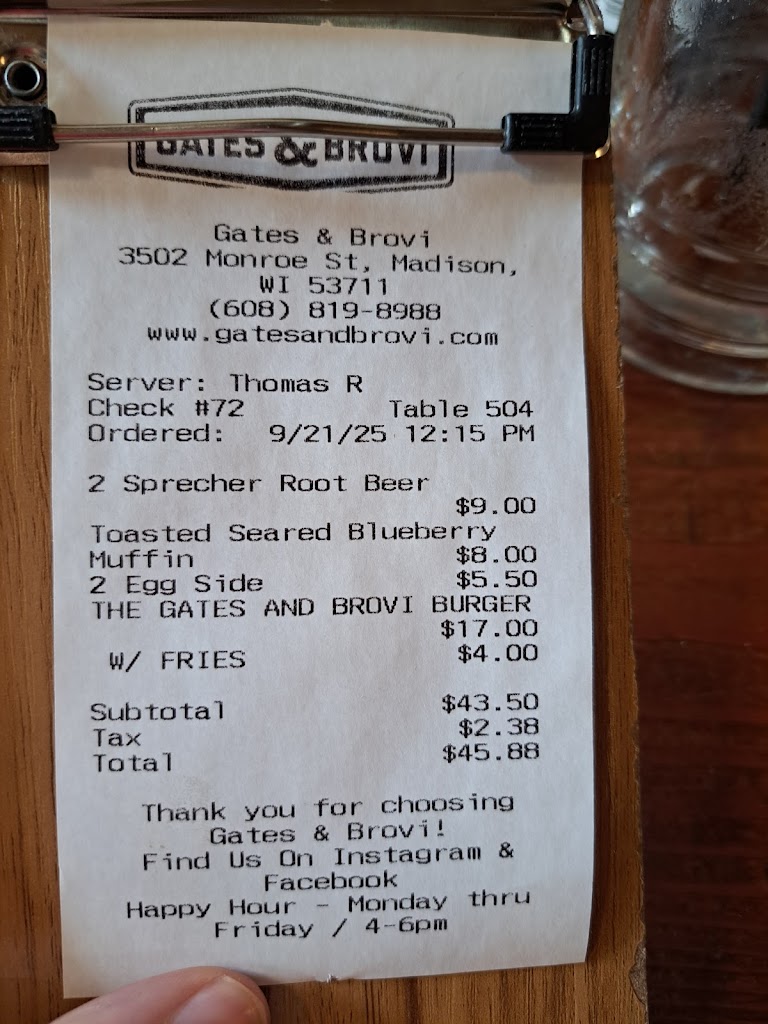 GATES & BROVI
Gates & Brovi
3502 Monroe St, Madison,
WI 53711
(608) 819-8988
www.gatesandbrovi.com
Server: Thomas R
Check #72 Table 504
Ordered: 9/21/25 12:15 PM
2 Sprecher Root Beer
$9.00
Toasted Seared Blueberry
Muffin $8.00
2 Egg Side $5.50
THE GATES AND BROVI BURGER
$17.00
W/ FRIES $4.00
Subtotal $43.50
Tax $2.38
Total $45.88
Thank you for choosing
Gates & Brovi!
Find Us On Instagram &
Facebook
Happy Hour - Monday thru
Friday / 4-6pm